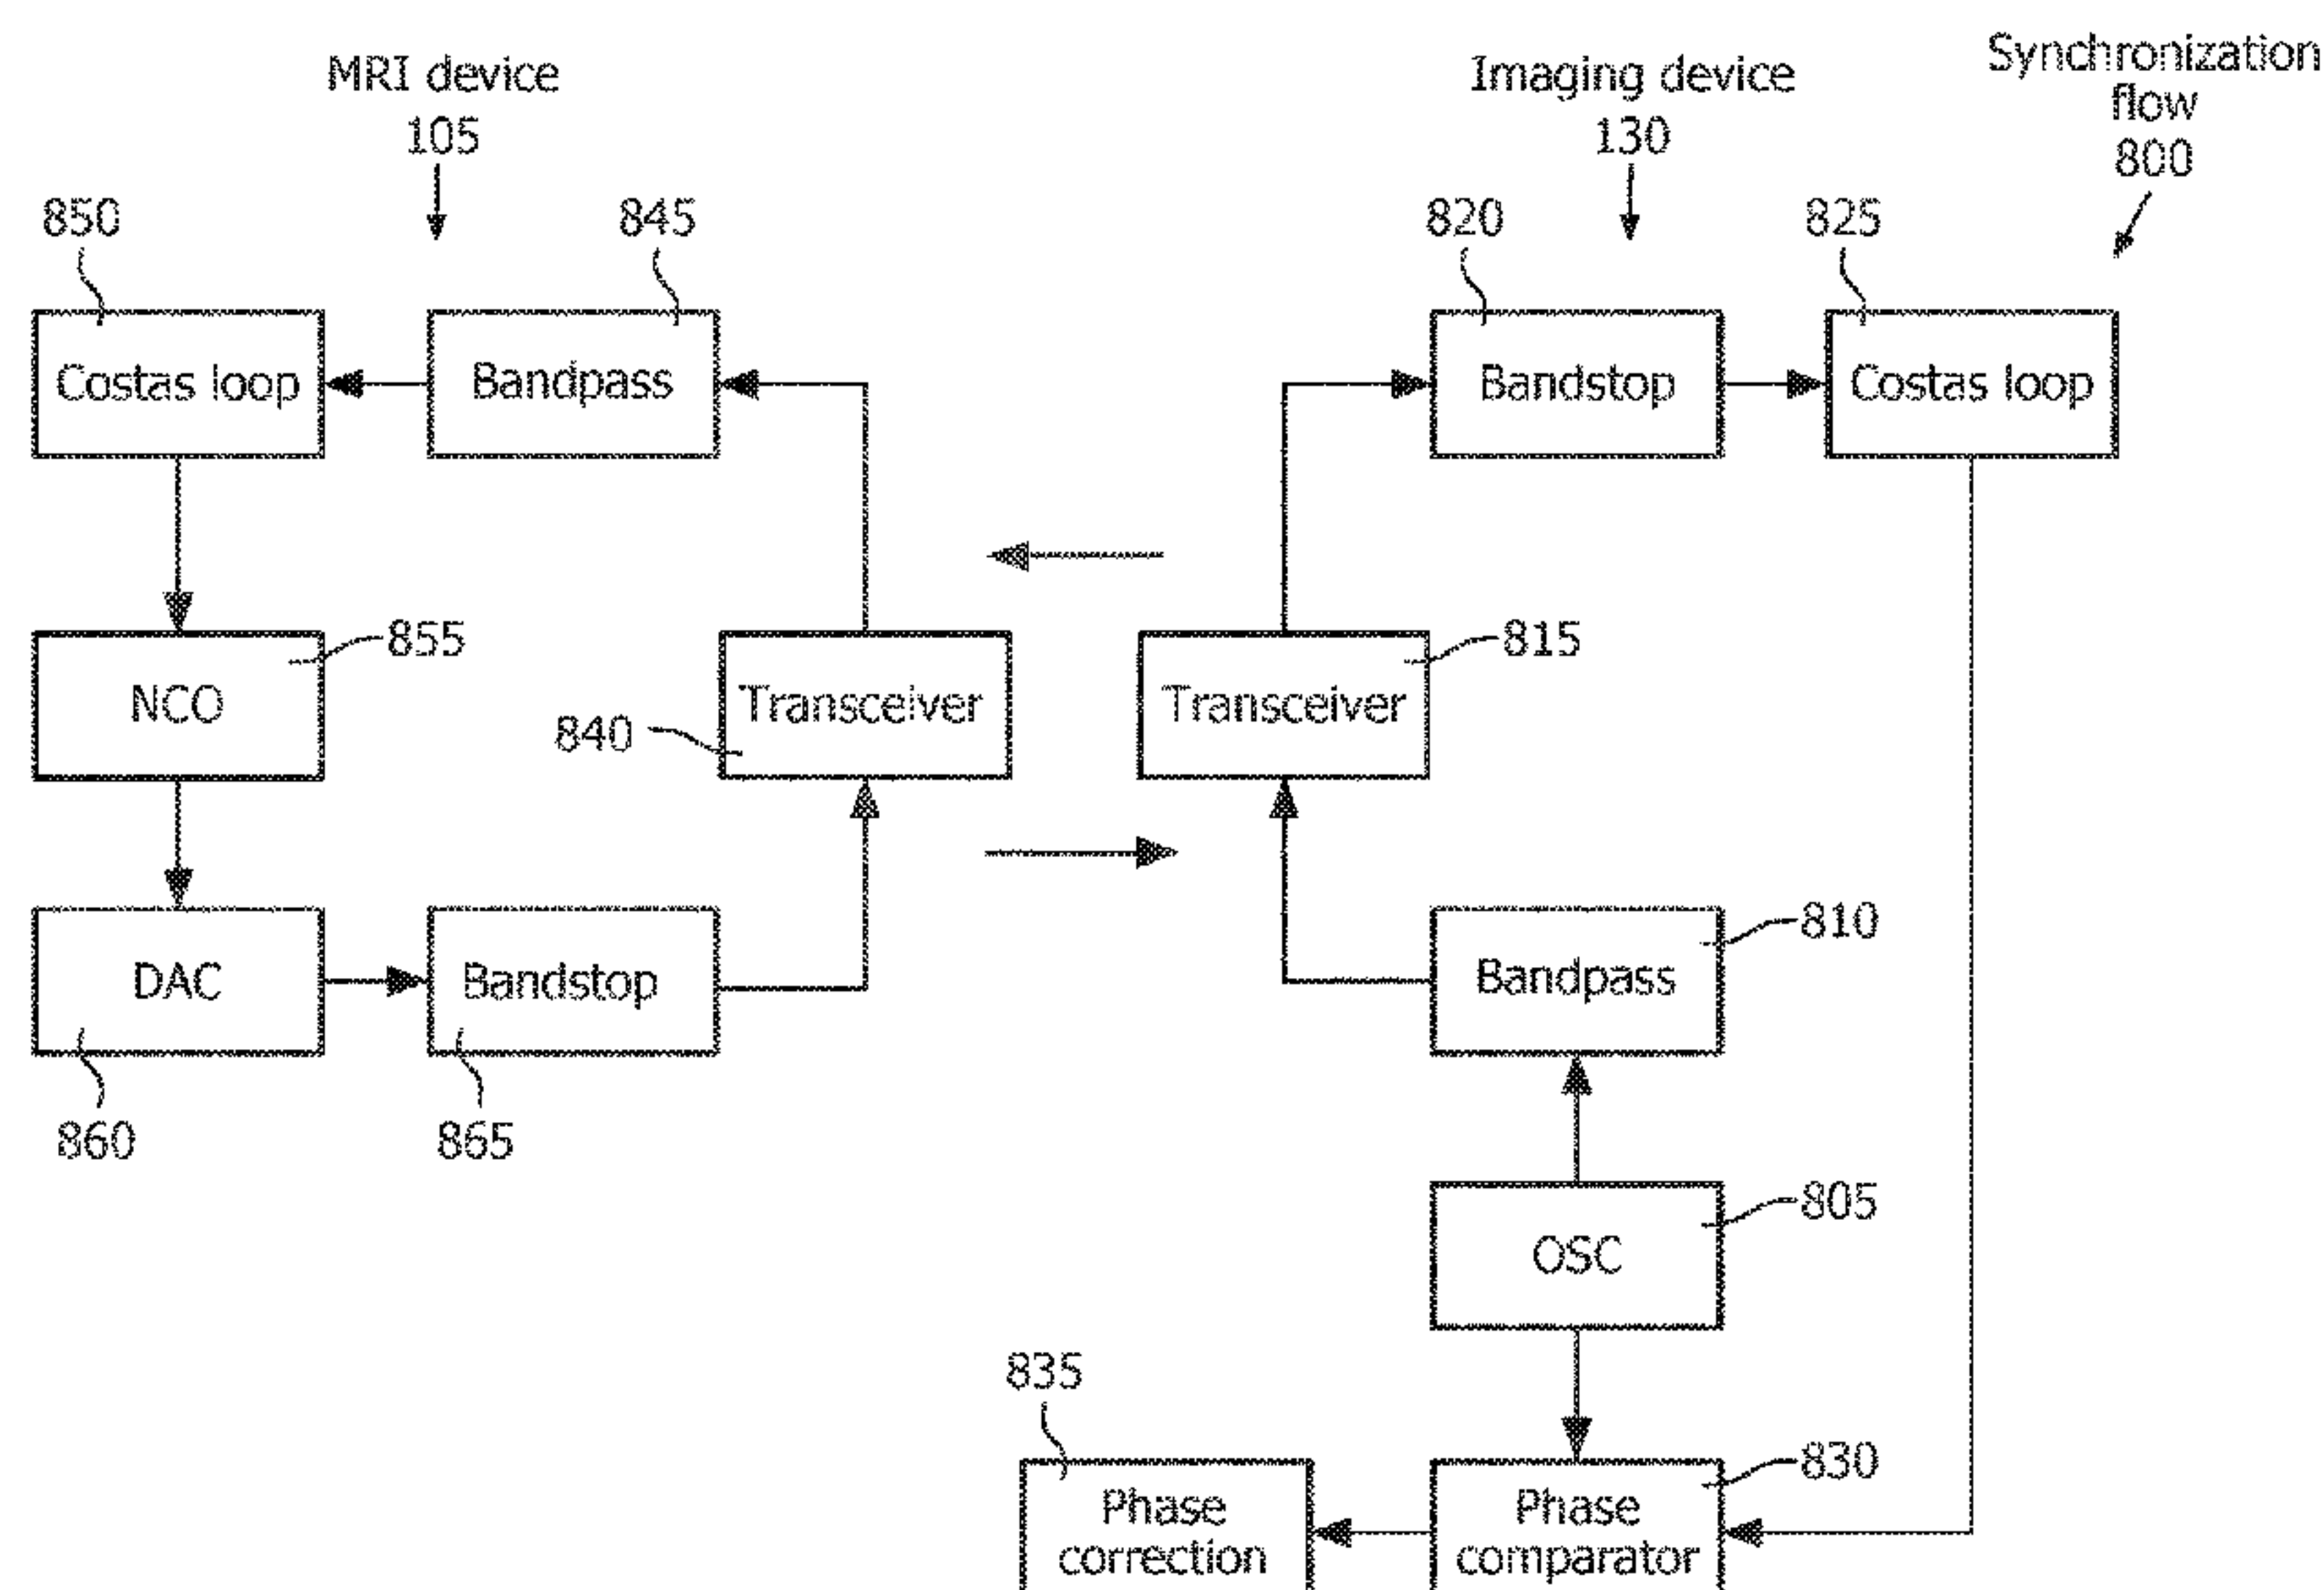 MRI device
105
Imaging device
130
Synchronization
flow
800
850
845
820
825
Costas loop
Bandpass
Bandstop
Costas loop
855
815
NCO
Transceiver
Transceiver
840
810
DAC
Bandstop
Bandpass
860
865
805
OSC
835
830
Phase
correction
Phase
comparator